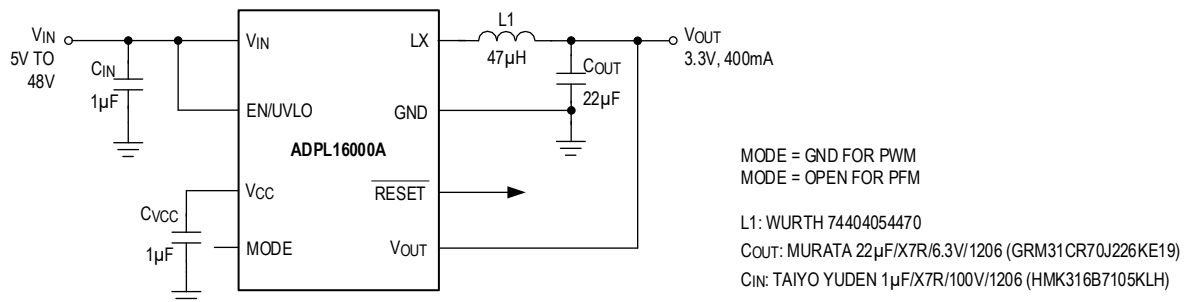 VIN
5V TO
48V
CIN
1µF
VIN
EN/UVLO
ADPL16000A
VCC
MODE
CVCC
1µF
LX
GND
RESET
VOUT
L1
47µH
COUT
22µF
VOUT
3.3V, 400mA
MODE = GND FOR PWM
MODE = OPEN FOR PFM
L1: WURTH 74404054470
COUT: MURATA 22µF/X7R/6.3V/1206 (GRM31CR70J226KE19)
CIN: TAIYO YUDEN 1µF/X7R/100V/1206 (HMK316B7105KLH)